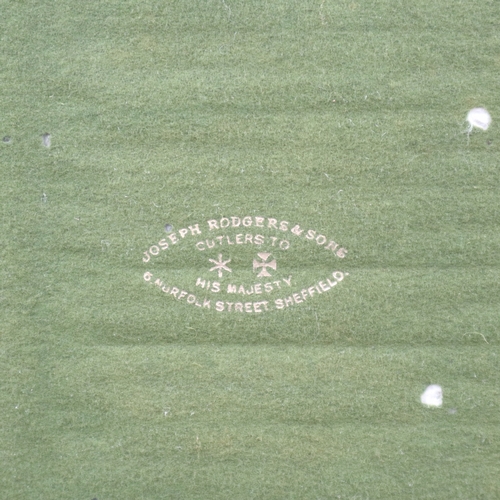 JOSEPH RODGERS & SONS
CUTLERS TO
HIS MAJESTY
6, NORFOLK STREET, SHEFFIELD.